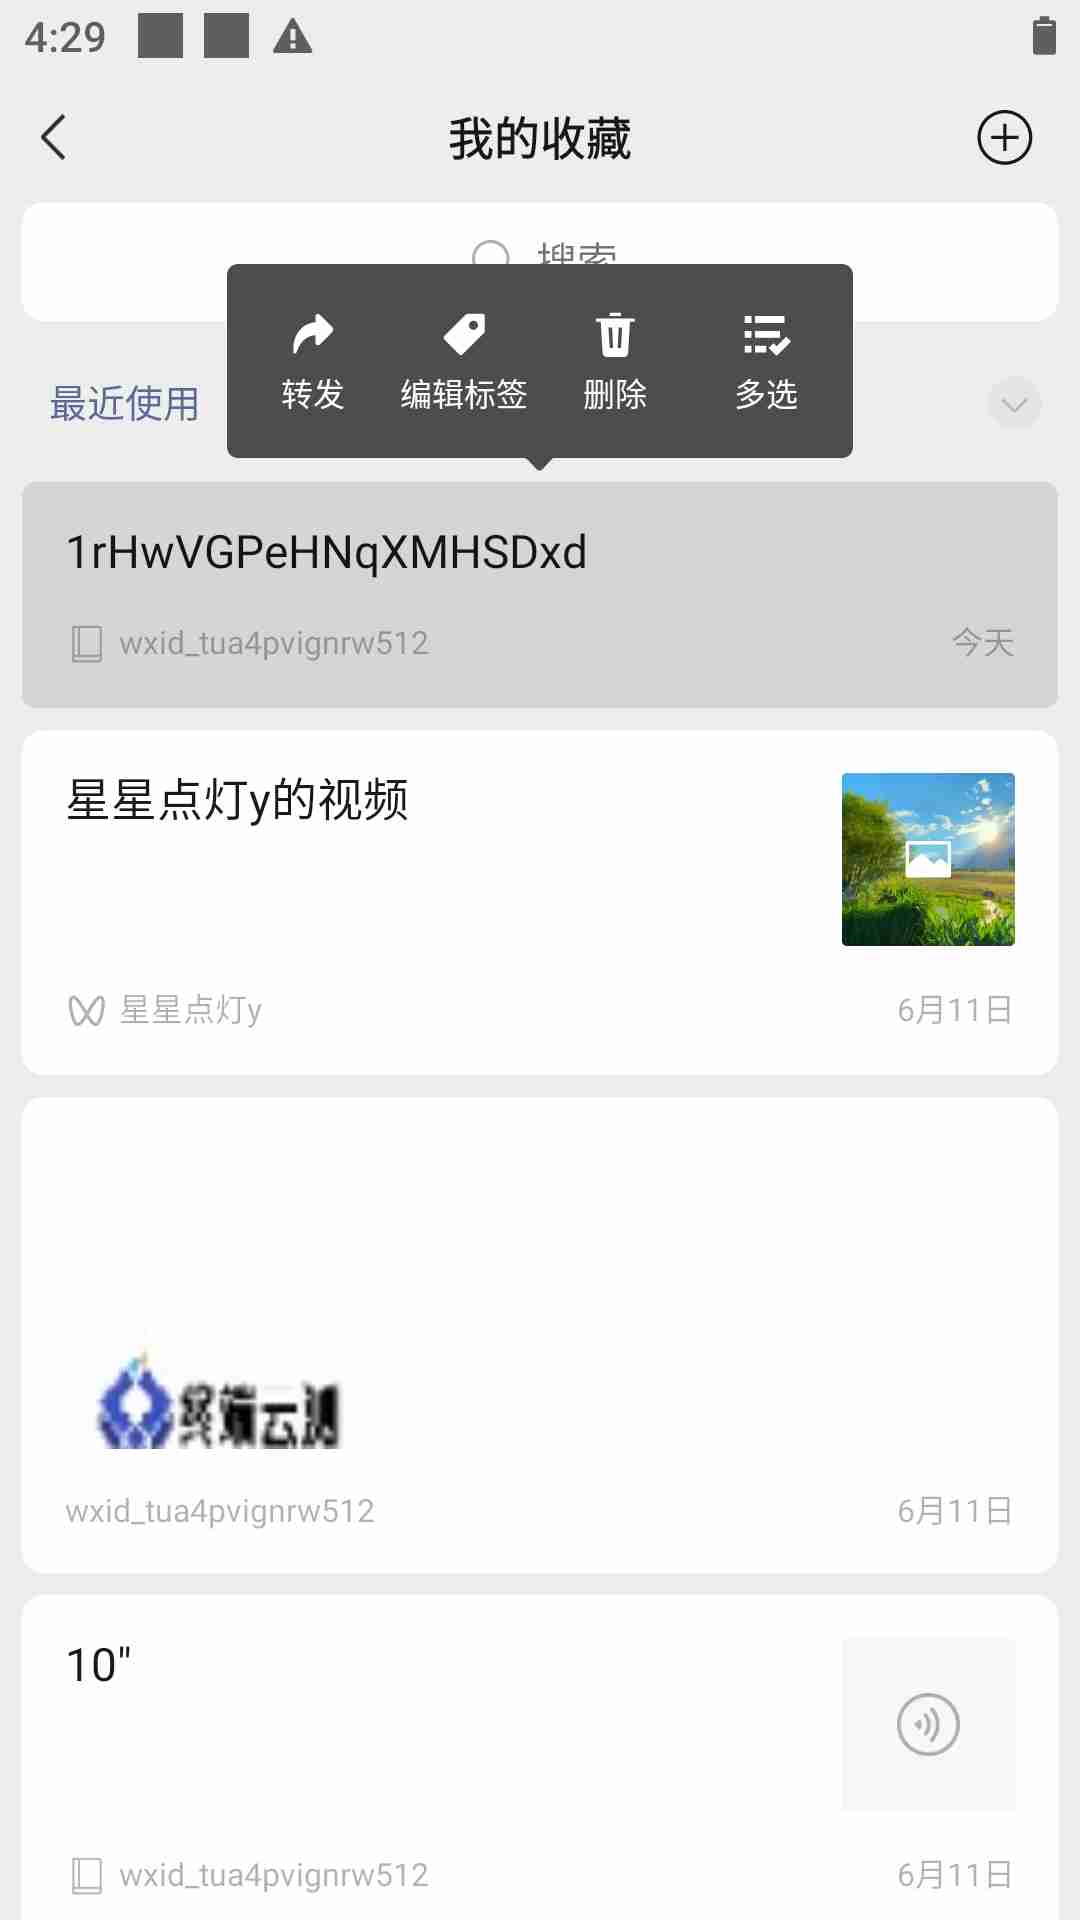 4:29
我的收藏
搜索
转发 编辑标签 删除 多选
最近使用
1rHwVGPeHNqXMHSDxd
wxid_tua4pvignrw512 今天
星星点灯y的视频
星星点灯y 6月11日
终端云测
wxid_tua4pvignrw512 6月11日
10"
wxid_tua4pvignrw512 6月11日